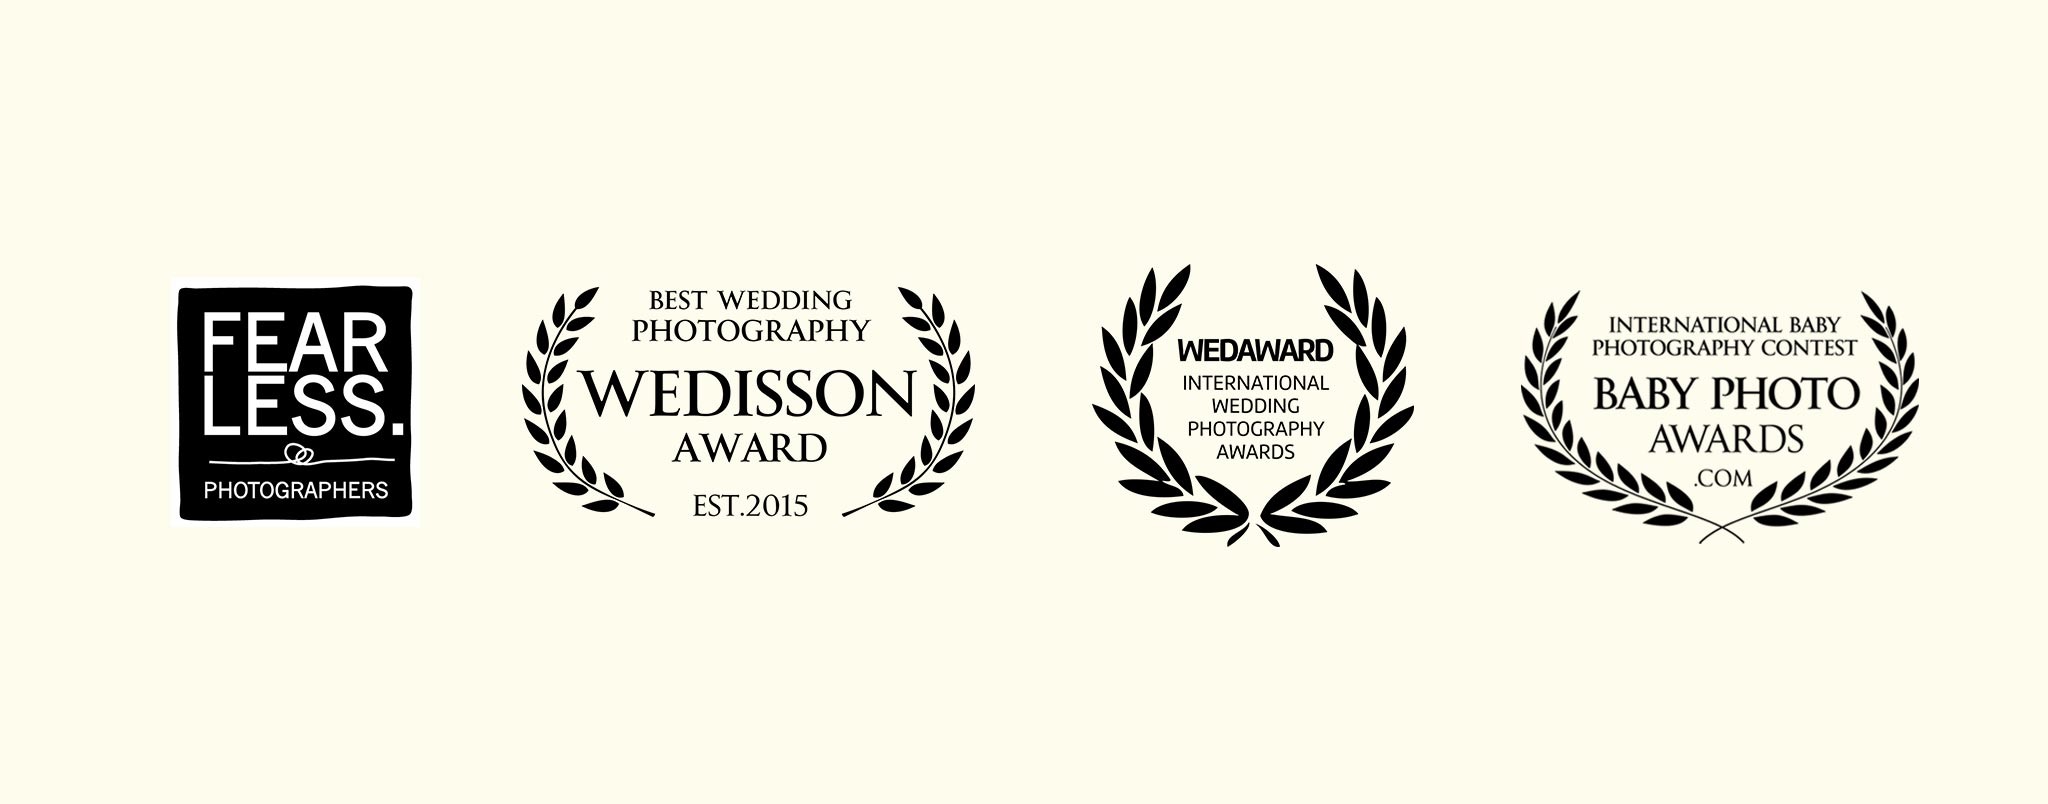 FEAR
LESS.
PHOTOGRAPHERS
BEST WEDDING
PHOTOGRAPHY
WEDISSON
AWARD
EST.2015
WEDAWARD
INTERNATIONAL
WEDDING
PHOTOGRAPHY
AWARDS
INTERNATIONAL BABY
PHOTOGRAPHY CONTEST
BABY PHOTO
AWARDS
.COM